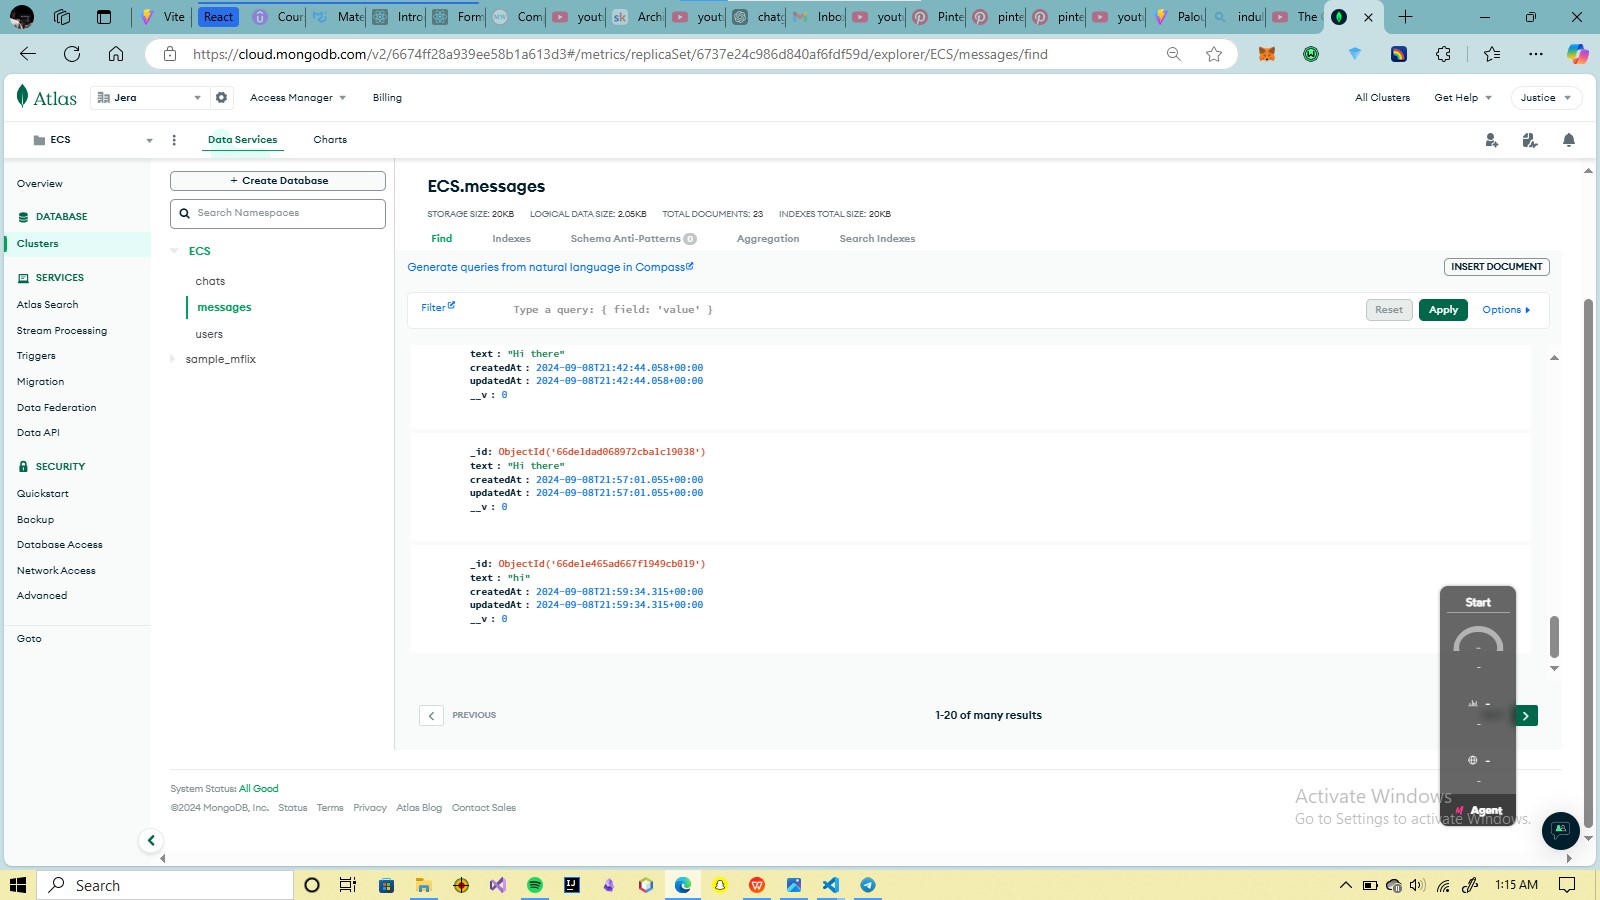 Vite
React
Cour
Mate
Intro
Form
Com
yout
Archi
yout
chatg
Inbo
yout
Pinte
pinte
pinte
yout
Palou
indul
The
https://cloud.mongodb.com/v2/6674ff28a939ee58b1a613d3#/metrics/replicaSet/6737e24c986d840af6fdf59d/explorer/ECS/messages/find
Atlas
Jera
Access Manager
Billing
All Clusters
Get Help
Justice
ECS
Data Services
Charts
Overview
DATABASE
Clusters
SERVICES
Atlas Search
Stream Processing
Triggers
Migration
Data Federation
Data API
SECURITY
Quickstart
Backup
Database Access
Network Access
Advanced
Goto
+ Create Database
Search Namespaces
ECS
chats
messages
users
sample_mflix
ECS.messages
STORAGE SIZE: 20KB LOGICAL DATA SIZE: 2.05KB TOTAL DOCUMENTS: 23 INDEXES TOTAL SIZE: 20KB
Find Indexes Schema Anti-Patterns 0 Aggregation Search Indexes
Generate queries from natural language in Compass
INSERT DOCUMENT
Filter
Type a query: { field: 'value' }
Reset
Apply
Options
text : "Hi there"
createdAt : 2024-09-08T21:42:44.058+00:00
updatedAt : 2024-09-08T21:42:44.058+00:00
__v : 0
_id: ObjectId('66de1dad068972cba1c19038')
text : "Hi there"
createdAt : 2024-09-08T21:57:01.055+00:00
updatedAt : 2024-09-08T21:57:01.055+00:00
__v : 0
_id: ObjectId('66de1e465ad667f1949cb019')
text : "hi"
createdAt : 2024-09-08T21:59:34.315+00:00
updatedAt : 2024-09-08T21:59:34.315+00:00
__v : 0
PREVIOUS
1-20 of many results
Start
-
-
-
-
-
-
Agent
System Status: All Good
©2024 MongoDB, Inc. Status Terms Privacy Atlas Blog Contact Sales
Activate Windows
Go to Settings to activate Windows.
Search
1:15 AM